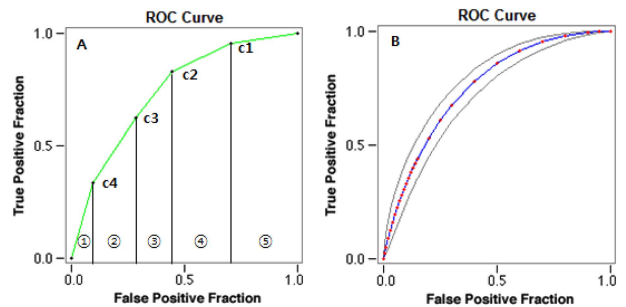 ROC Curve
A
True Positive Fraction
1.0
0.5
0.0
c1
c2
c3
c4
① ② ③ ④ ⑤
0.0 0.5 1.0
False Positive Fraction
ROC Curve
B
True Positive Fraction
1.0
0.5
0.0
0.0 0.5 1.0
False Positive Fraction